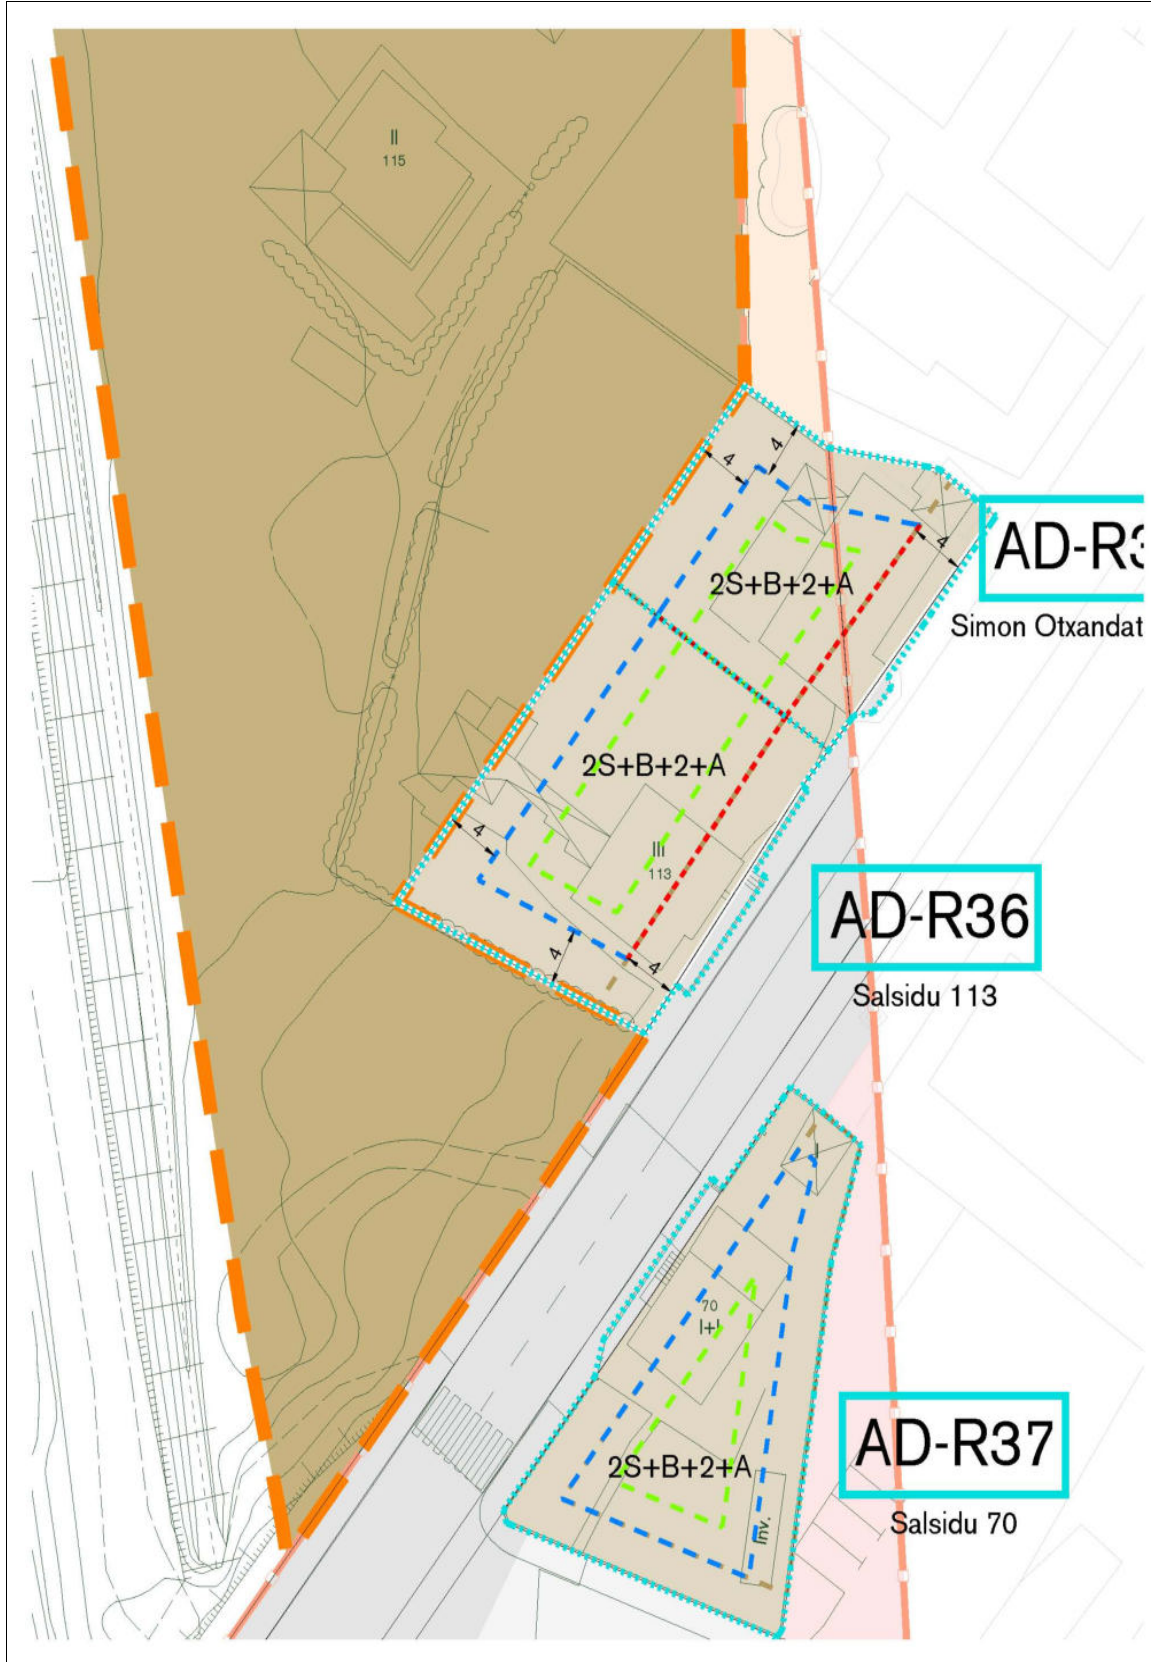 II
115
4
4
4
2S+B+2+A
AD-R3
Simon Otxandat
2S+B+2+A
4
III
113
AD-R36
4
4
Salsidu 113
I
70
I+I
AD-R37
2S+B+2+A
Inv.
Salsidu 70